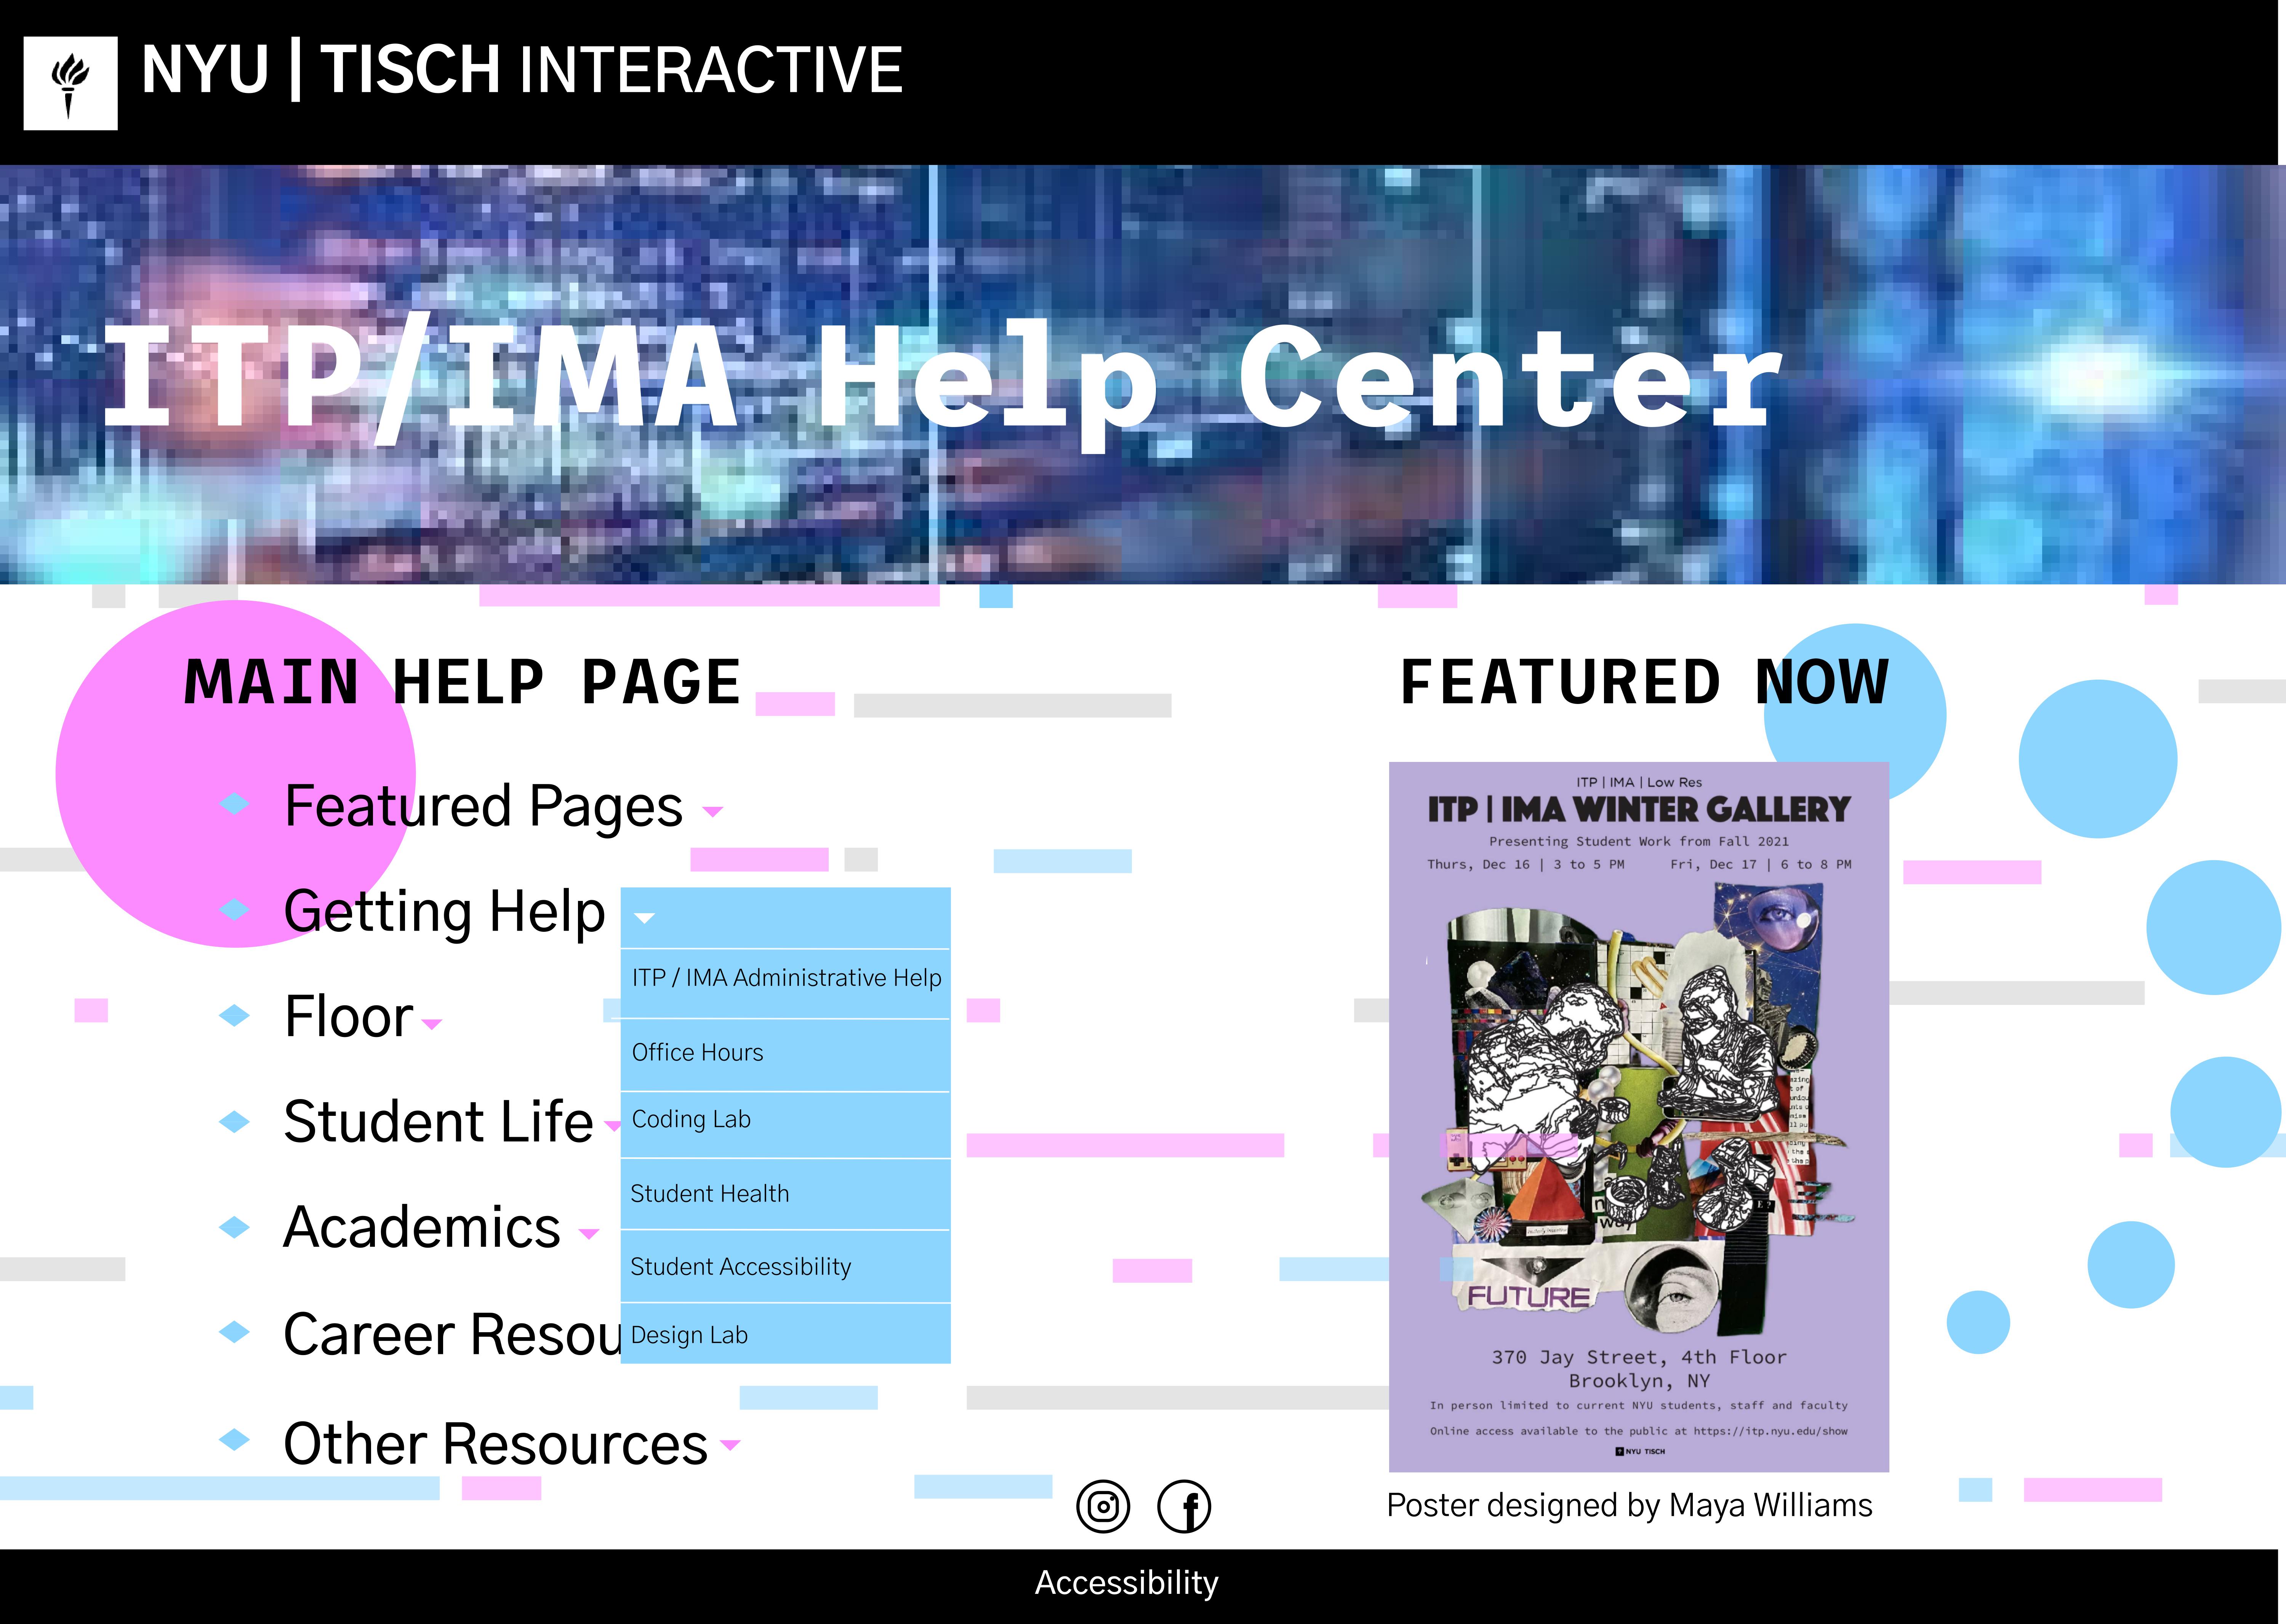 NYU | TISCH INTERACTIVE
ITP/IMA Help Center
MAIN HELP PAGE
Featured Pages
Getting Help
ITP / IMA Administrative Help
Office Hours
Coding Lab
Student Health
Student Accessibility
Design Lab
Floor
Student Life
Academics
Career Resou
Other Resources
FEATURED NOW
ITP | IMA | Low Res
ITP | IMA WINTER GALLERY
Presenting Student Work from Fall 2021
Thurs, Dec 16 | 3 to 5 PM Fri, Dec 17 | 6 to 8 PM
FUTURE
370 Jay Street, 4th Floor
Brooklyn, NY
In person limited to current NYU students, staff and faculty
Online access available to the public at https://itp.nyu.edu/show
NYU TISCH
Poster designed by Maya Williams
Accessibility